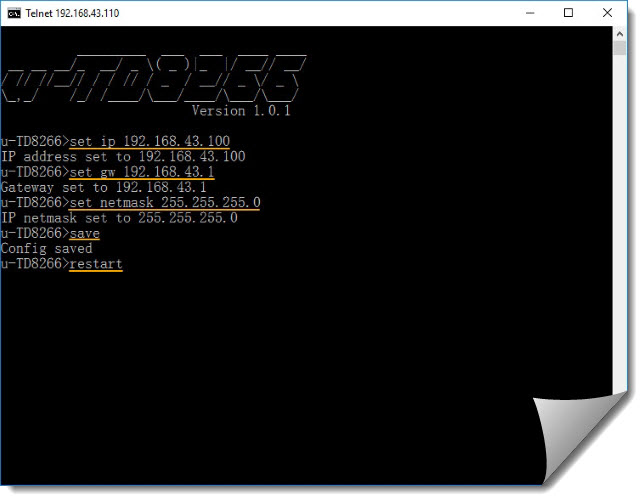 Telnet 192.168.43.110
u-TD8266
Version 1.0.1
u-TD8266>set ip 192.168.43.100
IP address set to 192.168.43.100
u-TD8266>set gw 192.168.43.1
Gateway set to 192.168.43.1
u-TD8266>set netmask 255.255.255.0
IP netmask set to 255.255.255.0
u-TD8266>save
Config saved
u-TD8266>restart